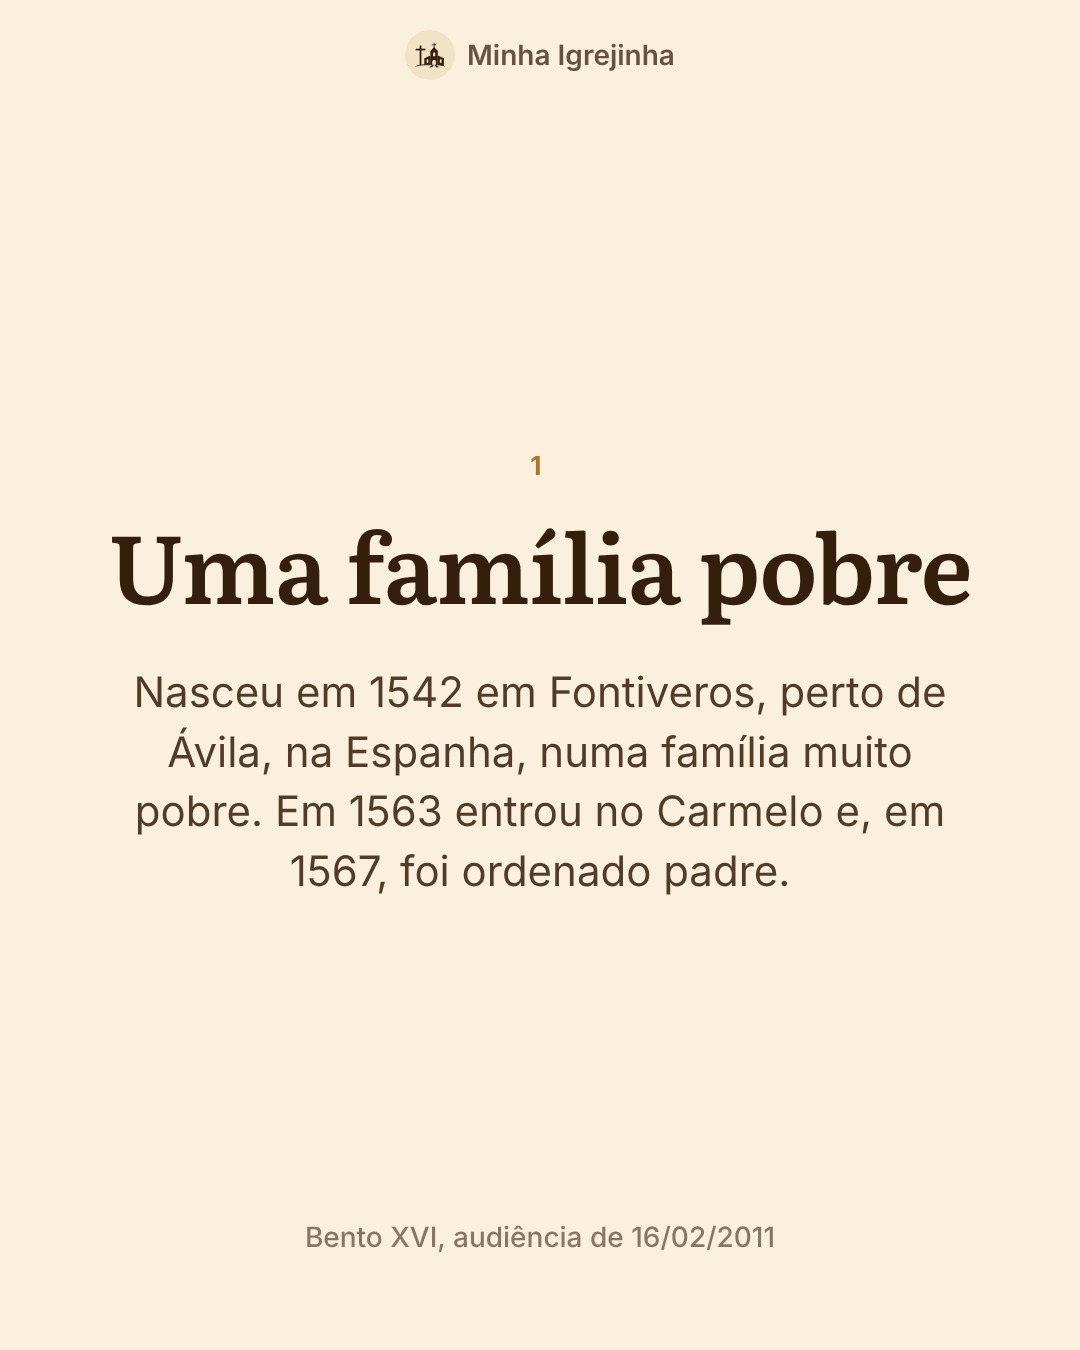 Minha Igrejinha
1
Uma família pobre
Nasceu em 1542 em Fontiveros, perto de
Ávila, na Espanha, numa família muito
pobre. Em 1563 entrou no Carmelo e, em
1567, foi ordenado padre.
Bento XVI, audiência de 16/02/2011